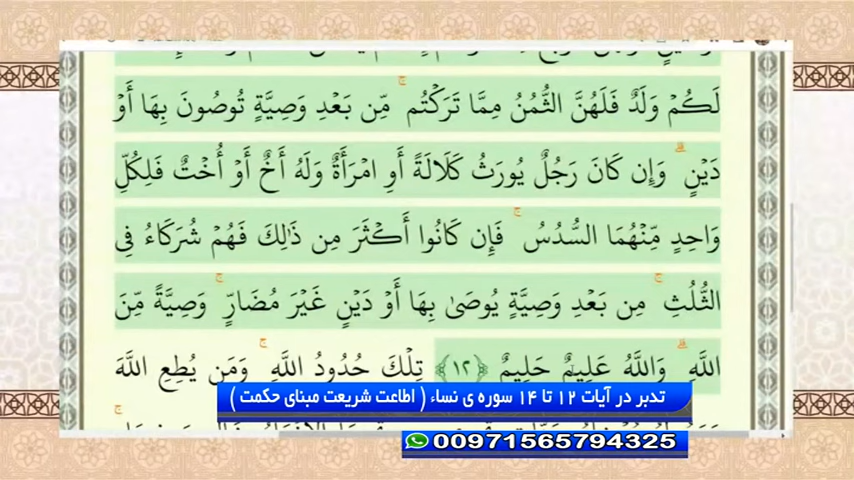 لَكُمْ وَلَدٌ فَلَهُنَّ الثُّمُنُ مِمَّا تَرَكْتُم ۚ مِّن بَعْدِ وَصِيَّةٍ تُوصُونَ بِهَا أَوْ
دَيْنٍ ۗ وَإِن كَانَ رَجُلٌ يُورَثُ كَلَالَةً أَوِ امْرَأَةٌ وَلَهُ أَخٌ أَوْ أُخْتٌ فَلِكُلِّ
وَاحِدٍ مِّنْهُمَا السُّدُسُ ۚ فَإِن كَانُوا أَكْثَرَ مِن ذَٰلِكَ فَهُمْ شُرَكَاءُ فِي
الثُّلُثِ ۚ مِن بَعْدِ وَصِيَّةٍ يُوصَىٰ بِهَا أَوْ دَيْنٍ غَيْرَ مُضَارٍّ ۚ وَصِيَّةً مِّنَ
اللَّهِ ۗ وَاللَّهُ عَلِيمٌ حَلِيمٌ ﴿١٢﴾ تِلْكَ حُدُودُ اللَّهِ ۚ وَمَن يُطِعِ اللَّهَ
تدبر در آیات ۱۲ تا ۱۴ سوره ی نساء ( اطاعت شریعت مبنای حکمت )
00971565794325